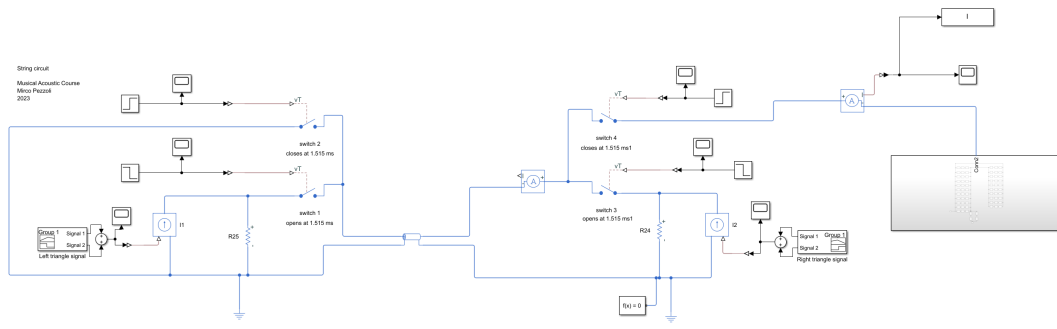 I
String circuit
Musical Acoustic Course
Mirco Pezzoli
2023
vT
switch 2
closes at 1.515 ms
vT
switch 1
opens at 1.515 ms
I1
R25
+
-
Group 1
Signal 1
Signal 2
Left triangle signal
A
+
vT
switch 4
closes at 1.515 ms1
vT
switch 3
opens at 1.515 ms1
R24
+
-
I2
Group 1
Signal 1
Signal 2
Right triangle signal
f(x) = 0
+
A
I
Conn2